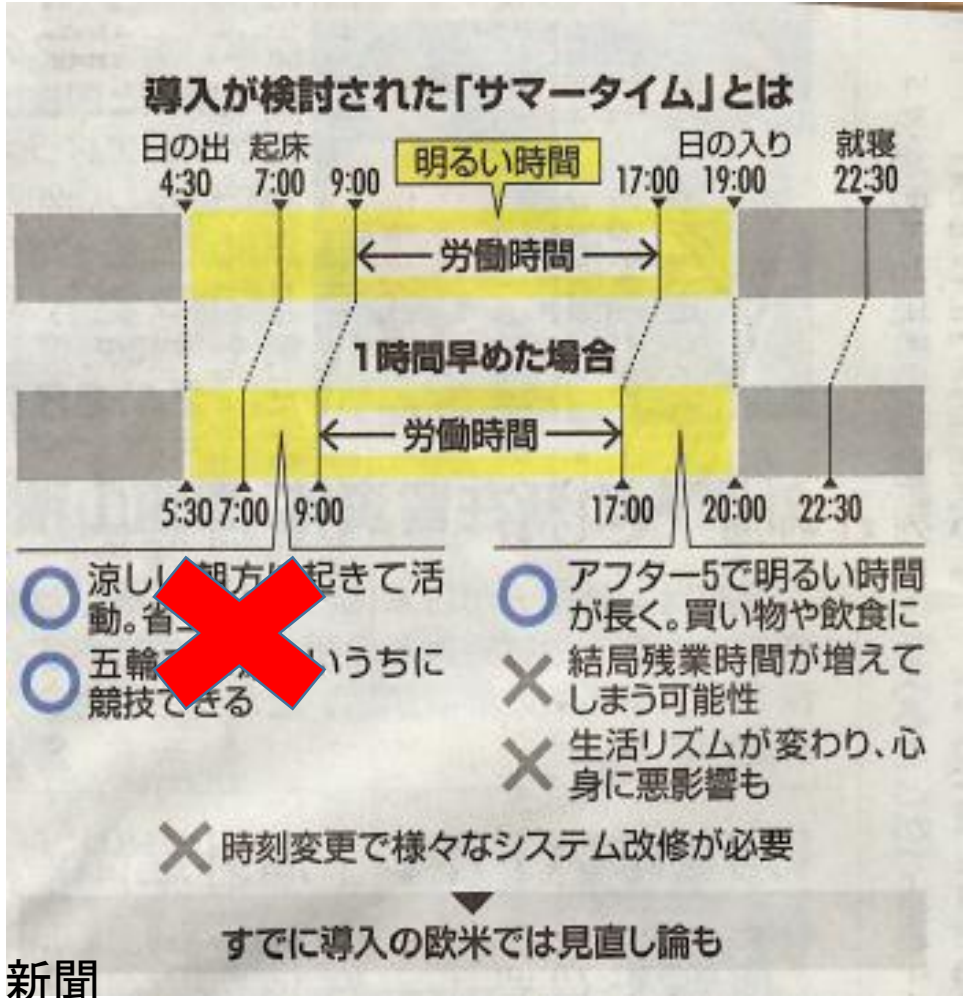 導入が検討された「サマータイム」とは
日の出 起床 明るい時間 日の入り 就寝
4:30 7:00 9:00 17:00 19:00 22:30
労働時間
1時間早めた場合
労働時間
5:30 7:00 9:00 17:00 20:00 22:30
涼しい朝方に起きて活
動。省
五輪 いうちに
競技できる
アフター5で明るい時間
が長く。買い物や飲食に
結局残業時間が増えて
しまう可能性
生活リズムが変わり、心
身に悪影響も
時刻変更で様々なシステム改修が必要
すでに導入の欧米では見直し論も
新聞